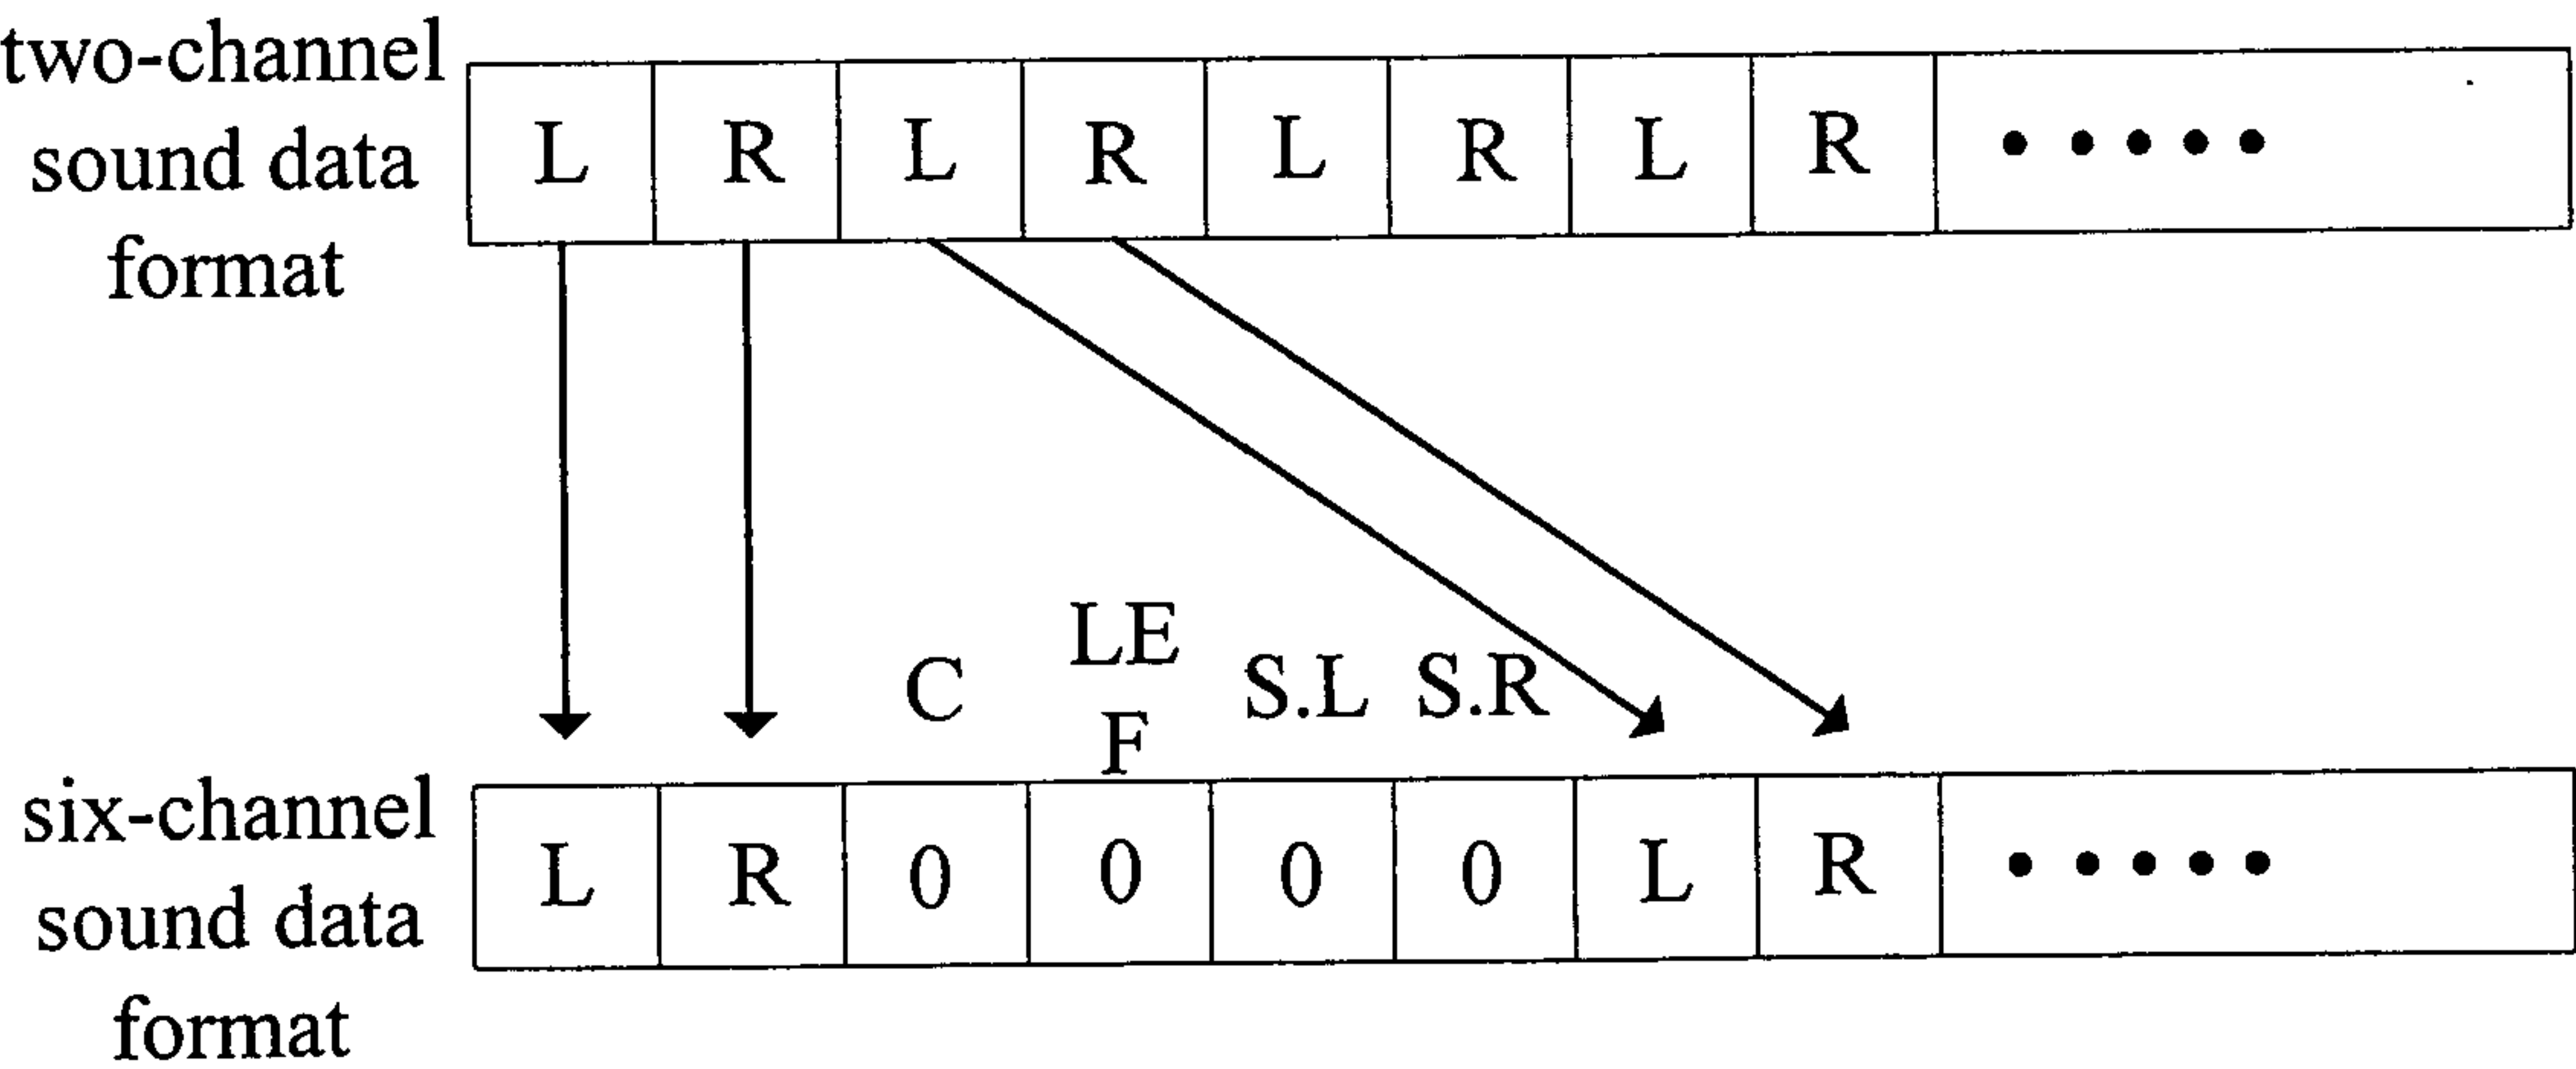 two-channel
sound data
format
L R L R L R L R •••••
C LE F S.L S.R
six-channel
sound data
format
L R 0 0 0 0 L R •••••